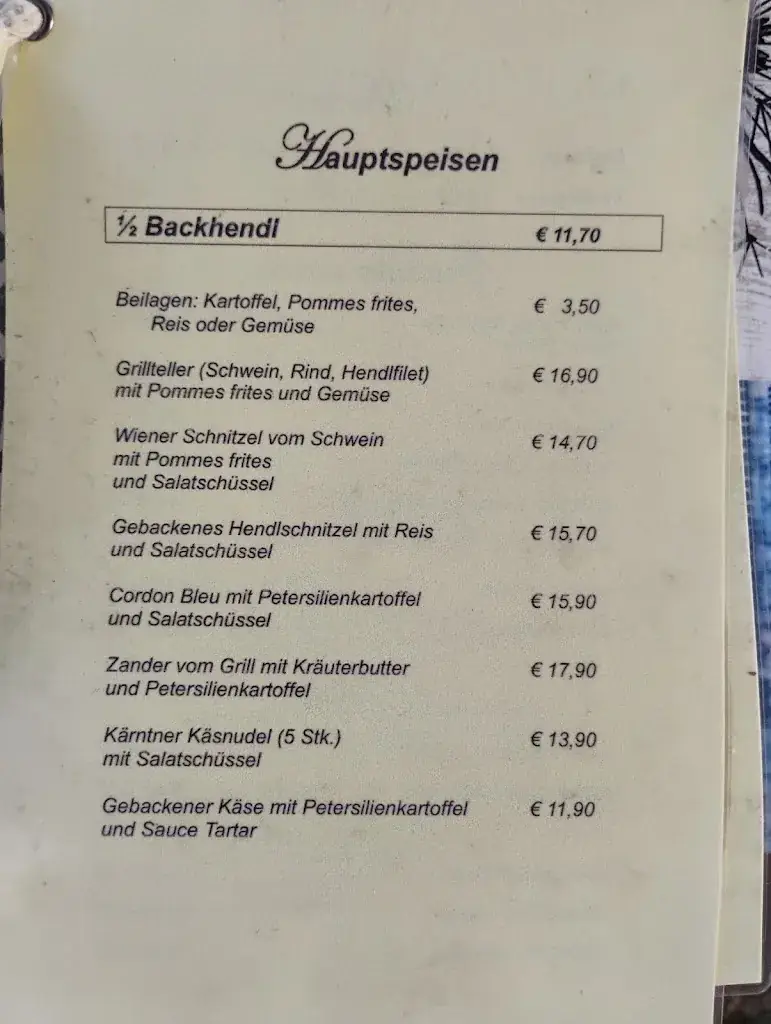 Hauptspeisen
½ Backhendl € 11,70
Beilagen: Kartoffel, Pommes frites, € 3,50
Reis oder Gemüse
Grillteller (Schwein, Rind, Hendlfilet) € 16,90
mit Pommes frites und Gemüse
Wiener Schnitzel vom Schwein € 14,70
mit Pommes frites
und Salatschüssel
Gebackenes Hendlschnitzel mit Reis € 15,70
und Salatschüssel
Cordon Bleu mit Petersilienkartoffel € 15,90
und Salatschüssel
Zander vom Grill mit Kräuterbutter € 17,90
und Petersilienkartoffel
Kärntner Käsnudel (5 Stk.) € 13,90
mit Salatschüssel
Gebackener Käse mit Petersilienkartoffel € 11,90
und Sauce Tartar